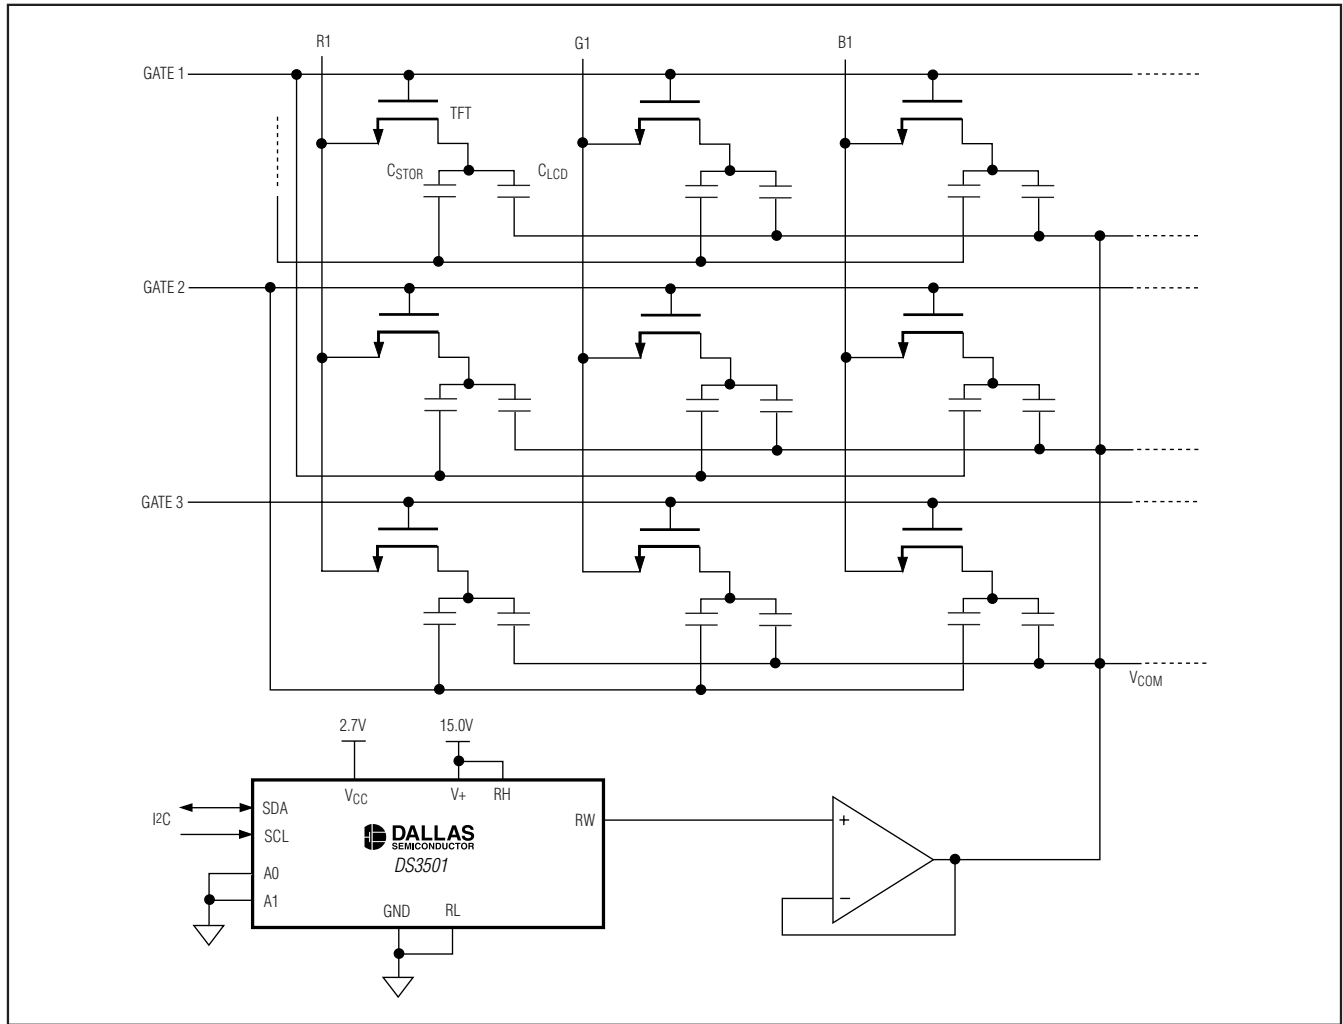 R1 G1 B1
GATE 1
TFT
CSTOR CLCD
GATE 2
GATE 3
VCOM
2.7V 15.0V
VCC V+ RH
I2C
SDA
SCL
A0
A1
DALLAS
SEMICONDUCTOR
DS3501
RW
GND RL
+
−